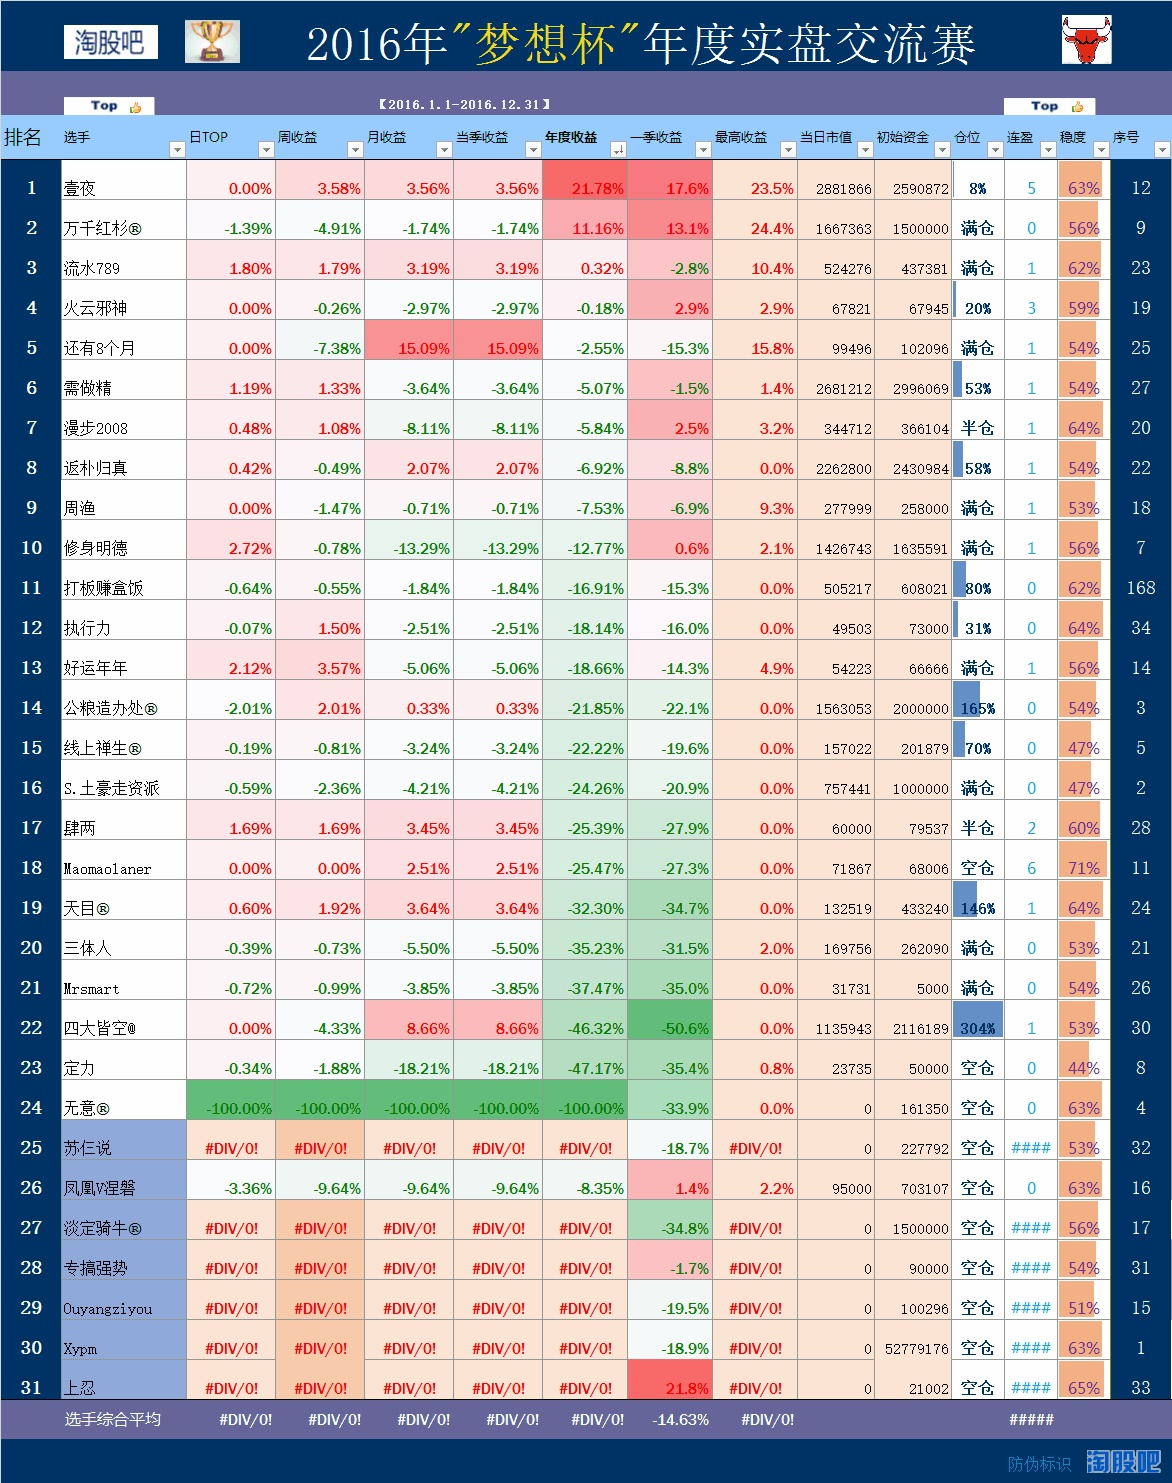 淘股吧 2016年"梦想杯"年度实盘交流赛
Top 【2016.1.1-2016.12.31】 Top
排名 选手 日TOP 周收益 月收益 当季收益 年度收益 一季收益 最高收益 当日市值 初始资金 仓位 连盈 稳度 序号
1 壹夜 0.00% 3.58% 3.56% 3.56% 21.78% 17.6% 23.5% 2881866 2590872 8% 5 63% 12
2 万千红杉® -1.39% -4.91% -1.74% -1.74% 11.16% 13.1% 24.4% 1667363 1500000 满仓 0 56% 9
3 流水789 1.80% 1.79% 3.19% 3.19% 0.32% -2.8% 10.4% 524276 437381 满仓 1 62% 23
4 火云邪神 0.00% -0.26% -2.97% -2.97% -0.18% 2.9% 2.9% 67821 67945 20% 3 59% 19
5 还有8个月 0.00% -7.38% 15.09% 15.09% -2.55% -15.3% 15.8% 99496 102096 满仓 1 54% 25
6 需做精 1.19% 1.33% -3.64% -3.64% -5.07% -1.5% 1.4% 2681212 2996069 53% 1 54% 27
7 漫步2008 0.48% 1.08% -8.11% -8.11% -5.84% 2.5% 3.2% 344712 366104 半仓 1 64% 20
8 返朴归真 0.42% -0.49% 2.07% 2.07% -6.92% -8.8% 0.0% 2262800 2430984 58% 1 54% 22
9 周渔 0.00% -1.47% -0.71% -0.71% -7.53% -6.9% 9.3% 277999 258000 满仓 1 53% 18
10 修身明德 2.72% -0.78% -13.29% -13.29% -12.77% 0.6% 2.1% 1426743 1635591 满仓 1 56% 7
11 打板赚盒饭 -0.64% -0.55% -1.84% -1.84% -16.91% -15.3% 0.0% 505217 608021 80% 0 62% 168
12 执行力 -0.07% 1.50% -2.51% -2.51% -18.14% -16.0% 0.0% 49503 73000 31% 0 64% 34
13 好运年年 2.12% 3.57% -5.06% -5.06% -18.66% -14.3% 4.9% 54223 66666 满仓 1 56% 14
14 公粮造办处® -2.01% 2.01% 0.33% 0.33% -21.85% -22.1% 0.0% 1563053 2000000 165% 0 54% 3
15 线上禅生® -0.19% -0.81% -3.24% -3.24% -22.22% -19.6% 0.0% 157022 201879 70% 0 47% 5
16 S.土豪走资派 -0.59% -2.36% -4.21% -4.21% -24.26% -20.9% 0.0% 757441 1000000 满仓 0 47% 2
17 肆两 1.69% 1.69% 3.45% 3.45% -25.39% -27.9% 0.0% 60000 79537 半仓 2 60% 28
18 Maomaolaner 0.00% 0.00% 2.51% 2.51% -25.47% -27.3% 0.0% 71867 68006 空仓 6 71% 11
19 天目® 0.60% 1.92% 3.64% 3.64% -32.30% -34.7% 0.0% 132519 433240 146% 1 64% 24
20 三体人 -0.39% -0.73% -5.50% -5.50% -35.23% -31.5% 2.0% 169756 262090 满仓 0 53% 21
21 Mrsmart -0.72% -0.99% -3.85% -3.85% -37.47% -35.0% 0.0% 31731 5000 满仓 0 54% 26
22 四大皆空@ 0.00% -4.33% 8.66% 8.66% -46.32% -50.6% 0.0% 1135943 2116189 304% 1 53% 30
23 定力 -0.34% -1.88% -18.21% -18.21% -47.17% -35.4% 0.8% 23735 50000 空仓 0 44% 8
24 无意® -100.00% -100.00% -100.00% -100.00% -100.00% -33.9% 0.0% 0 161350 空仓 0 63% 4
25 苏仨说 #DIV/0! #DIV/0! #DIV/0! #DIV/0! #DIV/0! -18.7% #DIV/0! 0 227792 空仓 #### 53% 32
26 凤凰V涅磐 -3.36% -9.64% -9.64% -9.64% -8.35% 1.4% 2.2% 95000 703107 空仓 0 63% 16
27 淡定骑牛® #DIV/0! #DIV/0! #DIV/0! #DIV/0! #DIV/0! -34.8% #DIV/0! 0 1500000 空仓 #### 56% 17
28 专搞强势 #DIV/0! #DIV/0! #DIV/0! #DIV/0! #DIV/0! -1.7% #DIV/0! 0 90000 空仓 #### 54% 31
29 Ouyangziyou #DIV/0! #DIV/0! #DIV/0! #DIV/0! #DIV/0! -19.5% #DIV/0! 0 100296 空仓 #### 51% 15
30 Xypm #DIV/0! #DIV/0! #DIV/0! #DIV/0! #DIV/0! -18.9% #DIV/0! 0 52779176 空仓 #### 63% 1
31 上忍 #DIV/0! #DIV/0! #DIV/0! #DIV/0! #DIV/0! 21.8% #DIV/0! 0 21002 空仓 #### 65% 33
选手综合平均 #DIV/0! #DIV/0! #DIV/0! #DIV/0! #DIV/0! -14.63% #DIV/0! #####
防伪标识 淘股吧